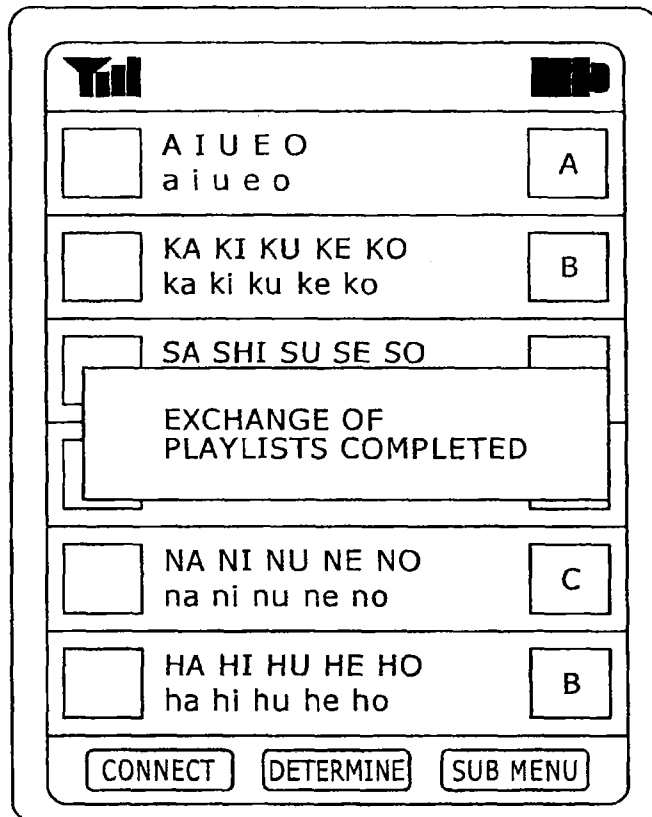 A I U E O
a i u e o
A
KA KI KU KE KO
ka ki ku ke ko
B
SA SHI SU SE SO
EXCHANGE OF
PLAYLISTS COMPLETED
NA NI NU NE NO
na ni nu ne no
C
HA HI HU HE HO
ha hi hu he ho
B
CONNECT DETERMINE SUB MENU